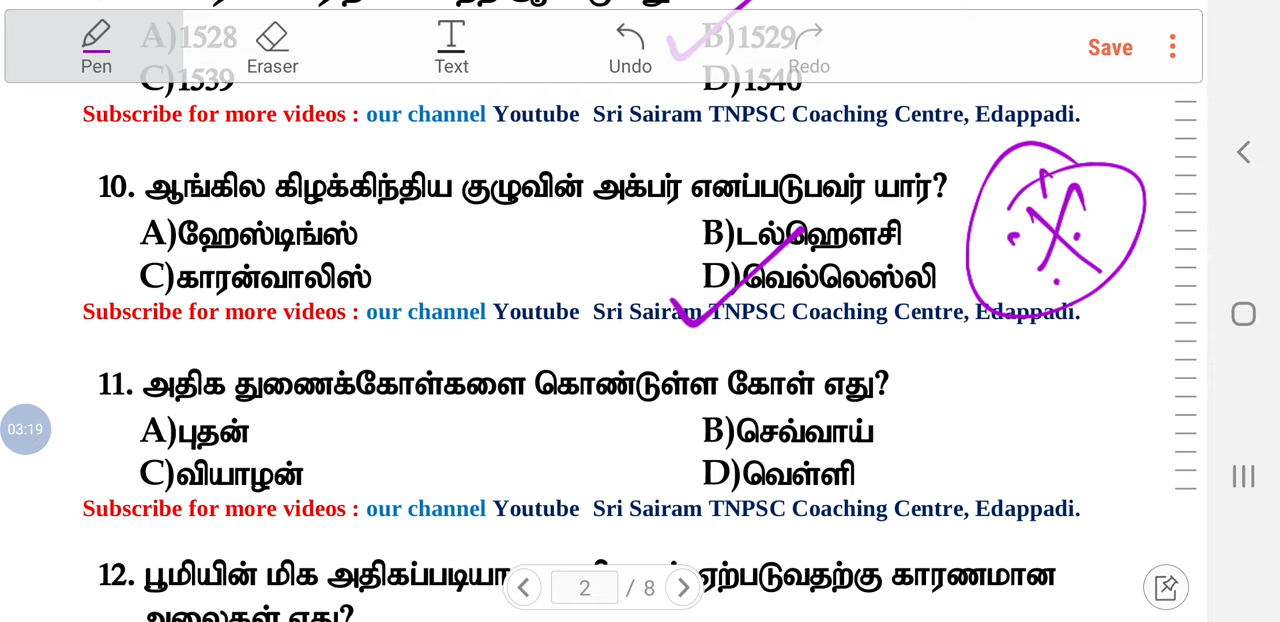 A)1528 B)1529
Pen Eraser Text Undo Redo Save
C)1539 D)1540
Subscribe for more videos : our channel Youtube Sri Sairam TNPSC Coaching Centre, Edappadi.
10. ஆங்கில கிழக்கிந்திய குழுவின் அக்பர் எனப்படுபவர் யார்?
A)ஹேஸ்டிங்ஸ் B)டல்ஹௌசி
C)காரன்வாலிஸ் D)வெல்லெஸ்லி
Subscribe for more videos : our channel Youtube Sri Sairam TNPSC Coaching Centre, Edappadi.
11. அதிக துணைக்கோள்களை கொண்டுள்ள கோள் எது?
03:19
A)புதன் B)செவ்வாய்
C)வியாழன் D)வெள்ளி
Subscribe for more videos : our channel Youtube Sri Sairam TNPSC Coaching Centre, Edappadi.
12. பூமியின் மிக ஏற்படுவதற்கு காரணமான
2 / 8
அலைகள் எது?